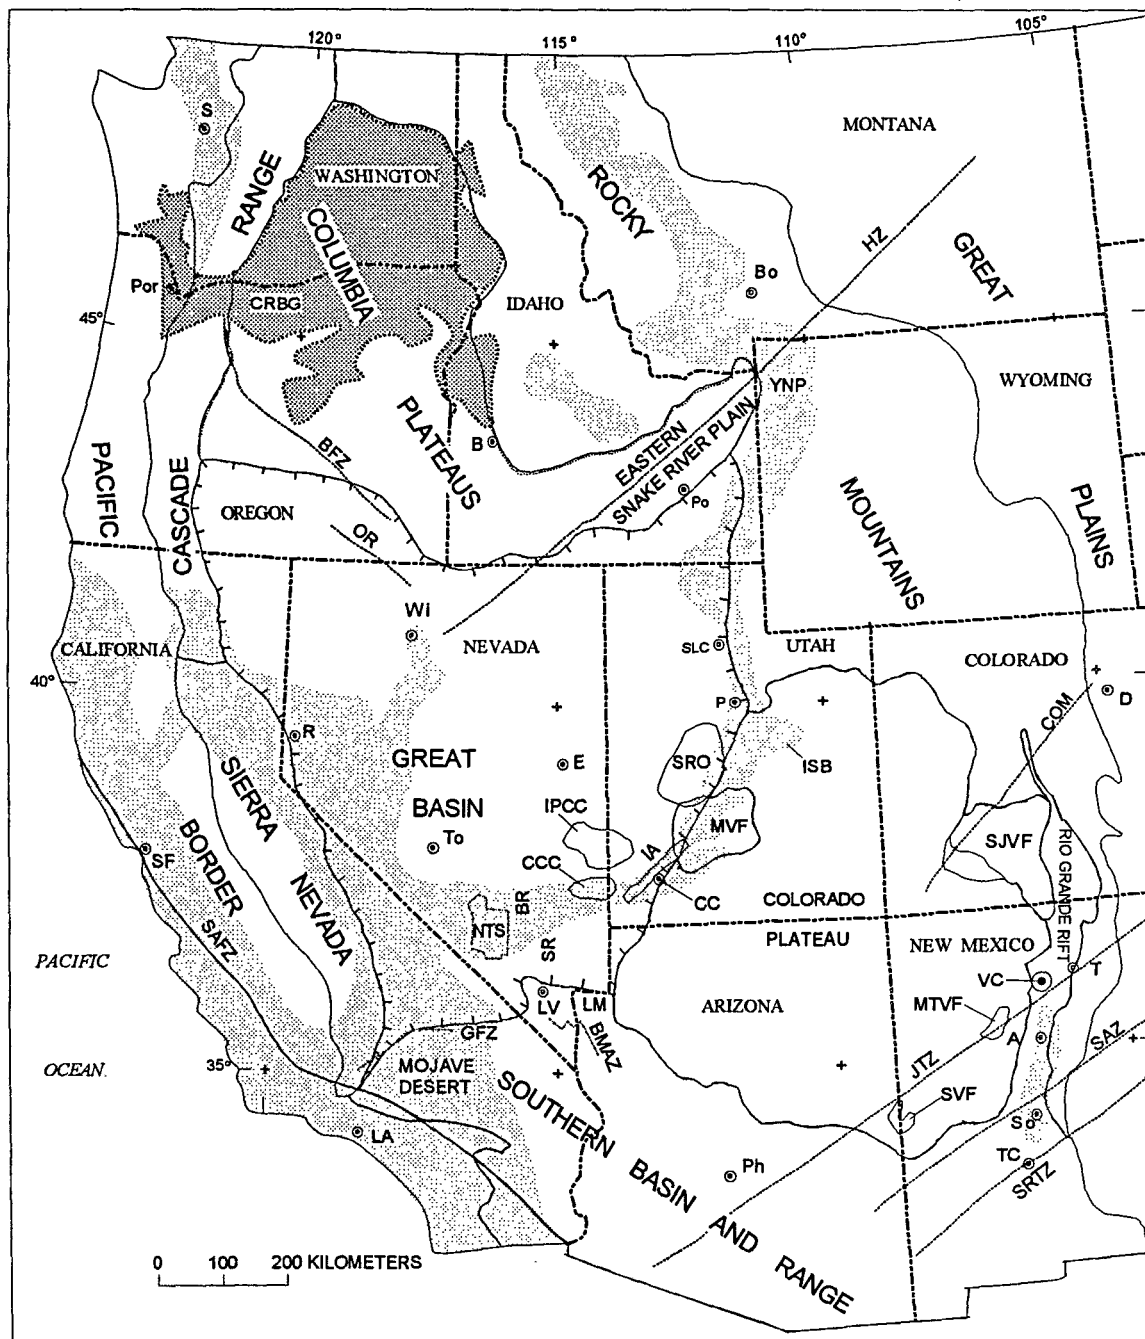 120°
115°
110°
105°
S
MONTANA
RANGE
WASHINGTON
ROCKY
COLUMBIA
HZ
GREAT
Por
CRBG
IDAHO
Bo
45°
WYOMING
YNP
PACIFIC
CASCADE
BFZ
PLATEAUS
B
EASTERN
SNAKE RIVER PLAIN
Po
MOUNTAINS
PLAINS
OREGON
OR
Wi
CALIFORNIA
NEVADA
SLC
UTAH
COLORADO
40°
P
COM
D
R
GREAT
BASIN
E
SRO
ISB
SIERRA
NEVADA
IPCC
MVF
SJVF
To
BORDER
SF
CCC
IA
CC
RIO GRANDE RIFT
BR
NTS
COLORADO
PLATEAU
SAFZ
SR
NEW MEXICO
PACIFIC
OCEAN.
VC
T
LV
LM
ARIZONA
MTVF
GFZ
BMAZ
A
SAZ
35°
MOJAVE
DESERT
JTZ
SVF
SOUTHERN BASIN AND RANGE
LA
So
Ph
TC
SRTZ
0 100 200 KILOMETERS